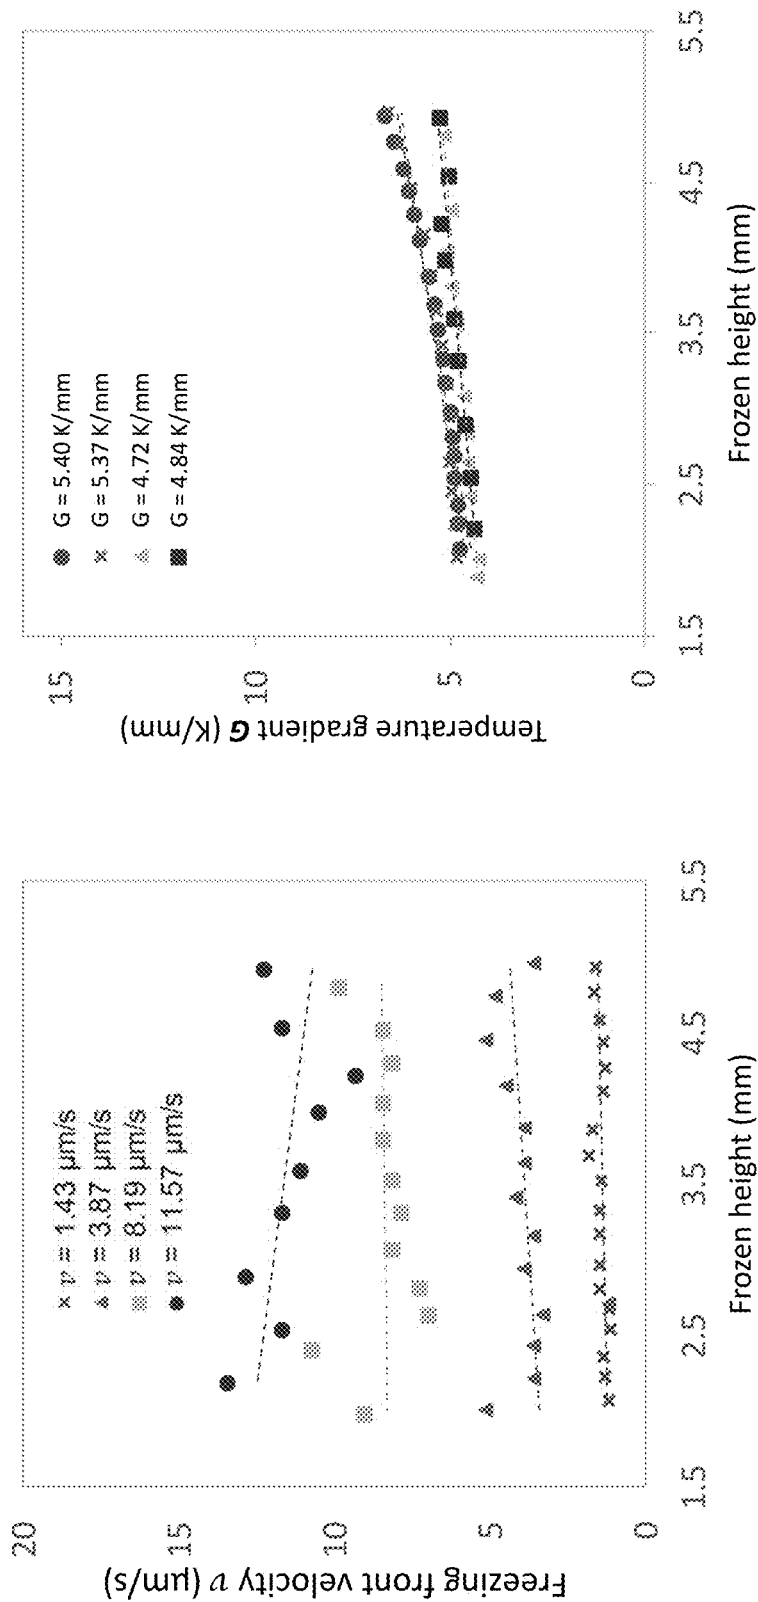 Freezing front velocity v (μm/s)
20
15
10
5
0
× v = 1.43 μm/s
▲ v = 3.87 μm/s
■ v = 8.19 μm/s
● v = 11.57 μm/s
1.5 2.5 3.5 4.5 5.5
Frozen height (mm)
Temperature gradient G (K/mm)
15
10
5
0
● G = 5.40 K/mm
× G = 5.37 K/mm
▲ G = 4.72 K/mm
■ G = 4.84 K/mm
1.5 2.5 3.5 4.5 5.5
Frozen height (mm)